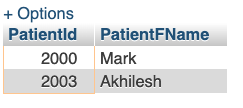 + Options
PatientId PatientFName
2000 Mark
2003 Akhilesh